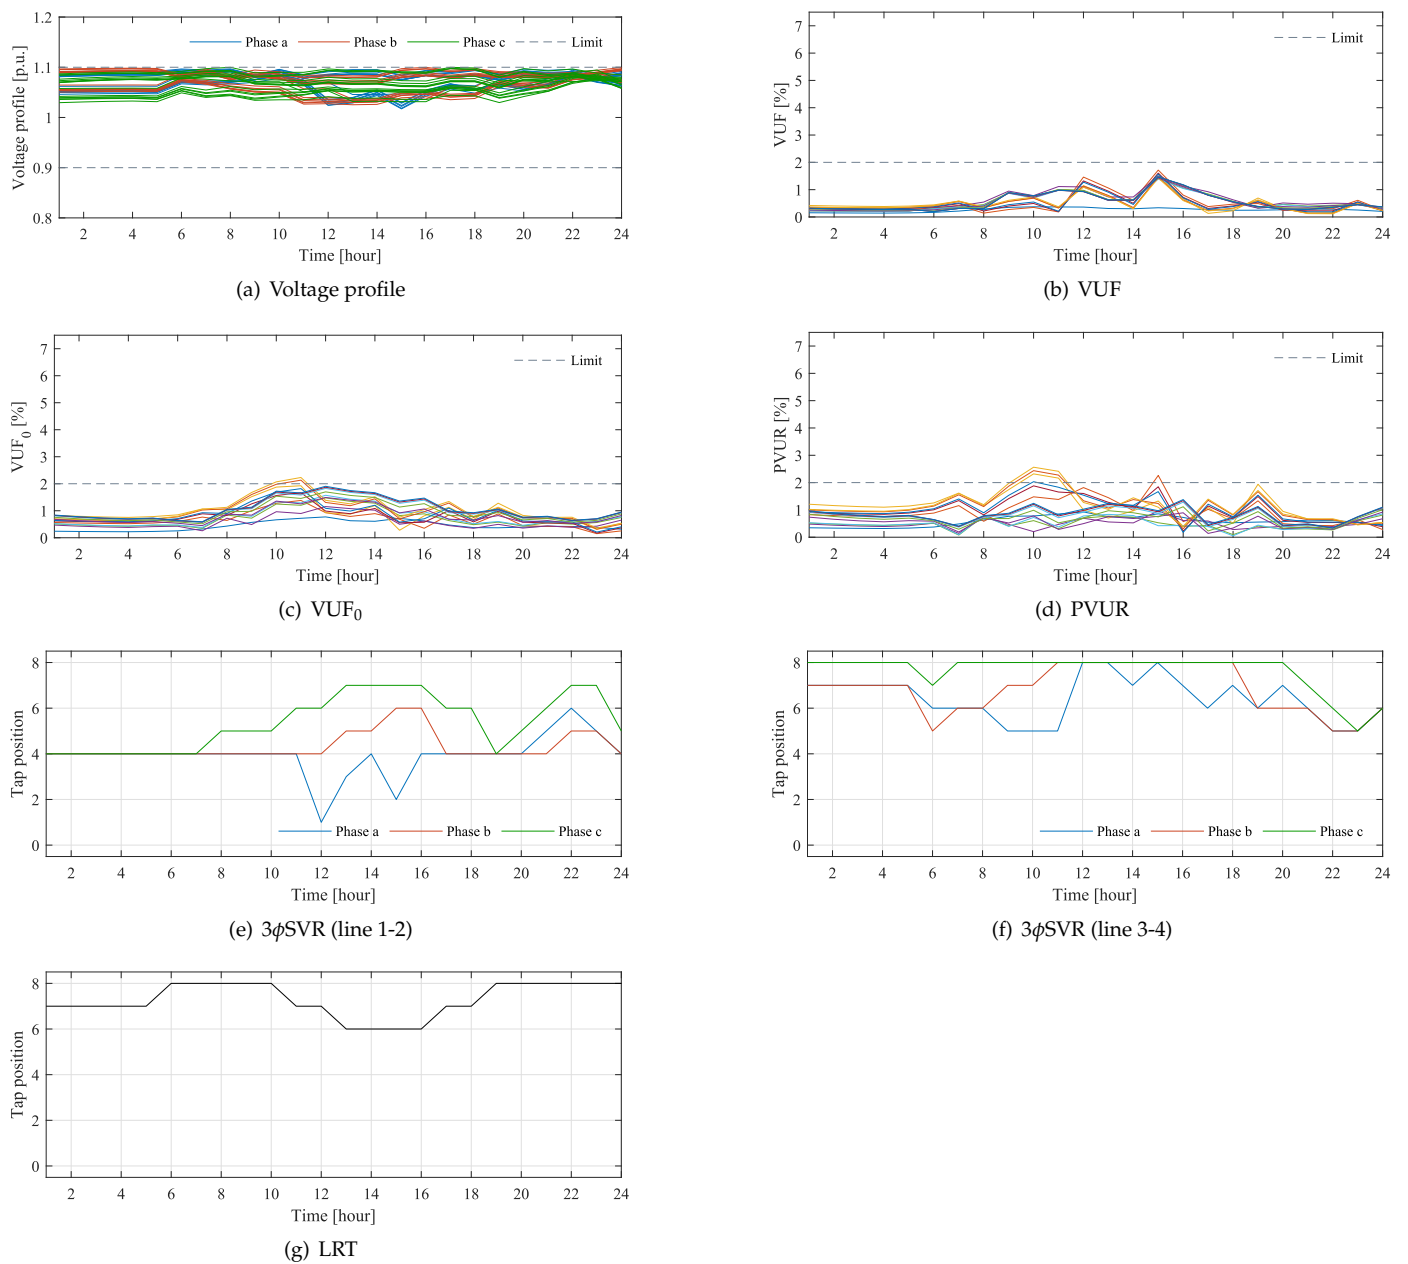 1.2
1.1
1
0.9
0.8
Voltage profile [p.u.]
Phase a Phase b Phase c Limit
2 4 6 8 10 12 14 16 18 20 22 24
Time [hour]
(a) Voltage profile
7
6
5
4
3
2
1
0
VUF [%]
Limit
2 4 6 8 10 12 14 16 18 20 22 24
Time [hour]
(b) VUF
7
6
5
4
3
2
1
0
VUF0 [%]
Limit
2 4 6 8 10 12 14 16 18 20 22 24
Time [hour]
(c) VUF0
7
6
5
4
3
2
1
0
PVUR [%]
Limit
2 4 6 8 10 12 14 16 18 20 22 24
Time [hour]
(d) PVUR
8
6
4
2
0
Tap position
Phase a Phase b Phase c
2 4 6 8 10 12 14 16 18 20 22 24
Time [hour]
(e) 3ϕSVR (line 1-2)
8
6
4
2
0
Tap position
Phase a Phase b Phase c
2 4 6 8 10 12 14 16 18 20 22 24
Time [hour]
(f) 3ϕSVR (line 3-4)
8
6
4
2
0
Tap position
2 4 6 8 10 12 14 16 18 20 22 24
Time [hour]
(g) LRT